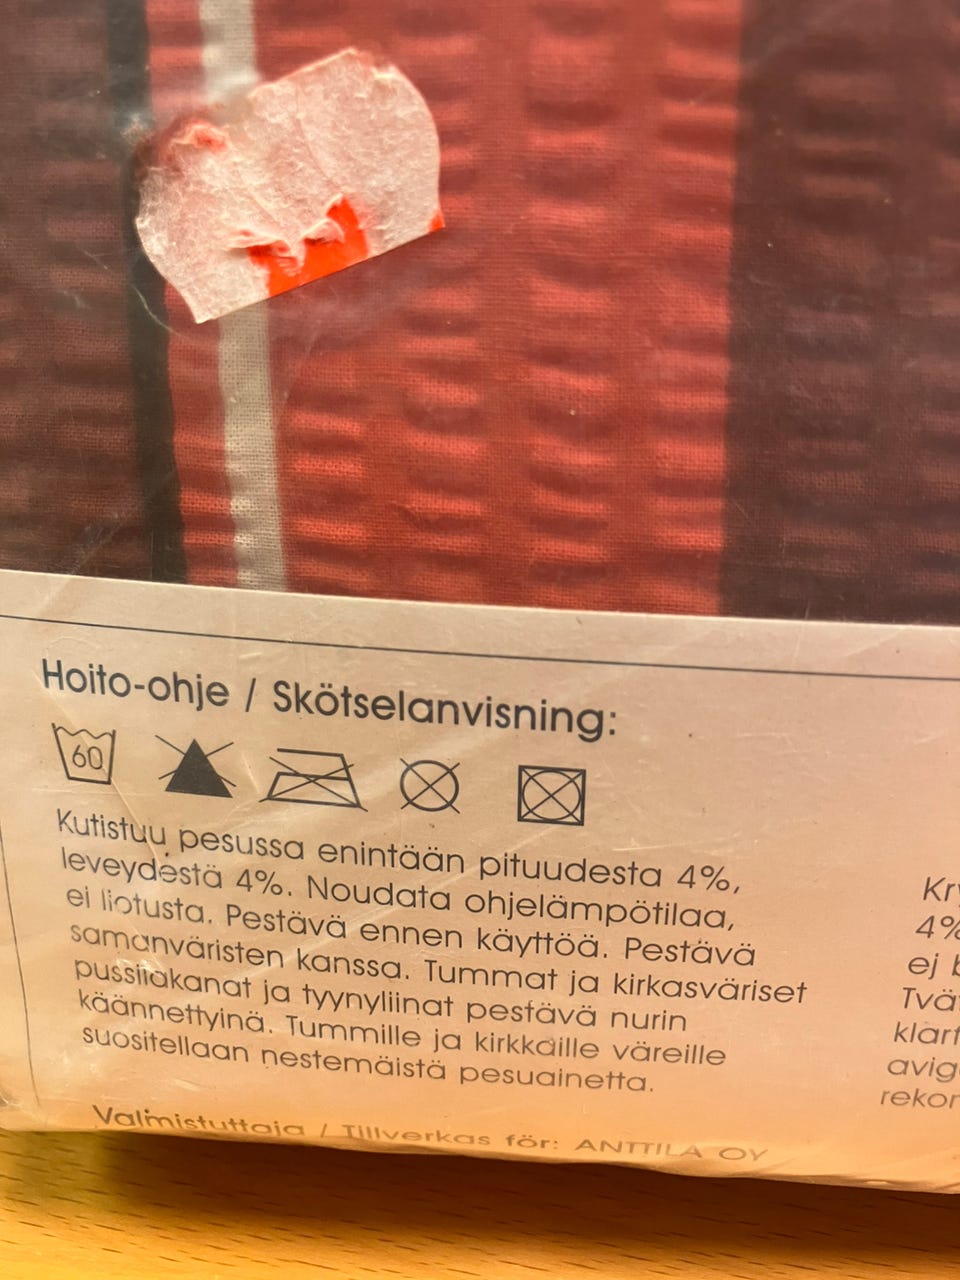 Hoito-ohje / Skötselanvisning:
60
Kutistuu pesussa enintään pituudesta 4%,
leveydestä 4%. Noudata ohjelämpötilaa,
ei liotusta. Pestävä ennen käyttöä. Pestävä
samanväristen kanssa. Tummat ja kirkasväriset
pussilakanat ja tyynyliinat pestävä nurin
käännettyinä. Tummille ja kirkkaille väreille
suositellaan nestemäistä pesuainetta.
Valmistuttaja / Tillverkas för: ANTTILA OY
Kry
4%
ej b
Tvä
klarf
avig
rekor